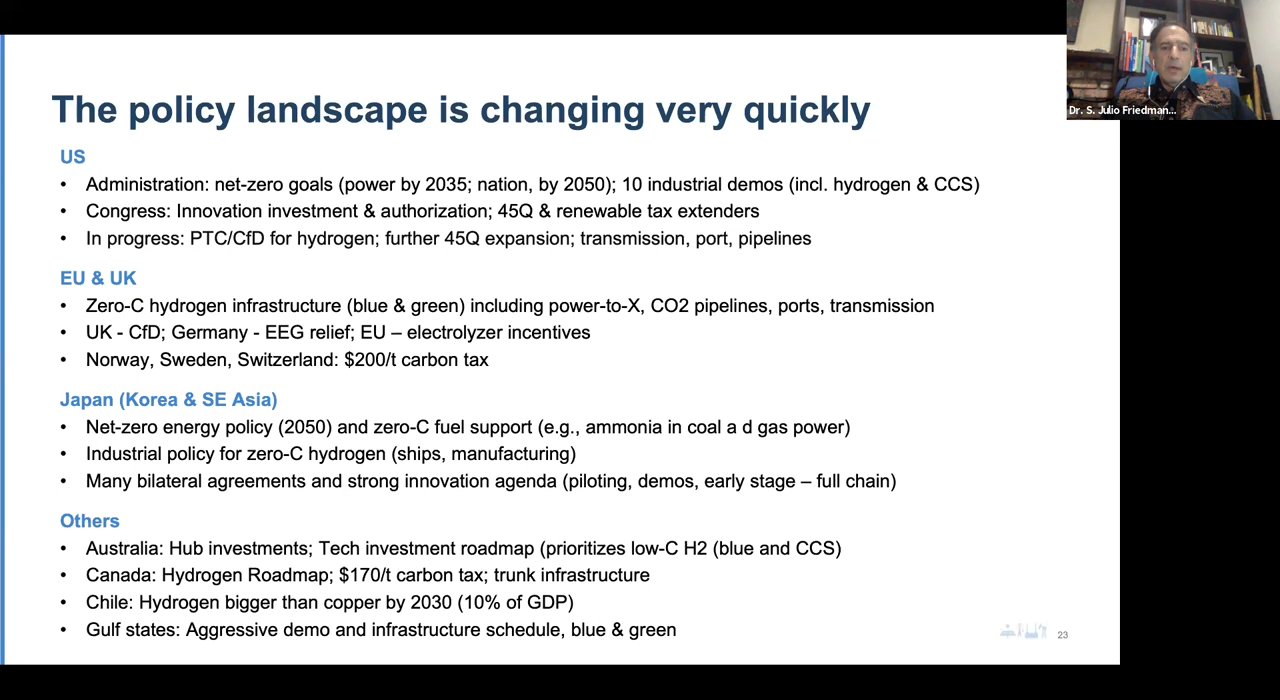 The policy landscape is changing very quickly
US
• Administration: net-zero goals (power by 2035; nation, by 2050); 10 industrial demos (incl. hydrogen & CCS)
• Congress: Innovation investment & authorization; 45Q & renewable tax extenders
• In progress: PTC/CfD for hydrogen; further 45Q expansion; transmission, port, pipelines
EU & UK
• Zero-C hydrogen infrastructure (blue & green) including power-to-X, CO2 pipelines, ports, transmission
• UK - CfD; Germany - EEG relief; EU – electrolyzer incentives
• Norway, Sweden, Switzerland: $200/t carbon tax
Japan (Korea & SE Asia)
• Net-zero energy policy (2050) and zero-C fuel support (e.g., ammonia in coal a d gas power)
• Industrial policy for zero-C hydrogen (ships, manufacturing)
• Many bilateral agreements and strong innovation agenda (piloting, demos, early stage – full chain)
Others
• Australia: Hub investments; Tech investment roadmap (prioritizes low-C H2 (blue and CCS)
• Canada: Hydrogen Roadmap; $170/t carbon tax; trunk infrastructure
• Chile: Hydrogen bigger than copper by 2030 (10% of GDP)
• Gulf states: Aggressive demo and infrastructure schedule, blue & green
23
Dr. S. Julio Friedman...